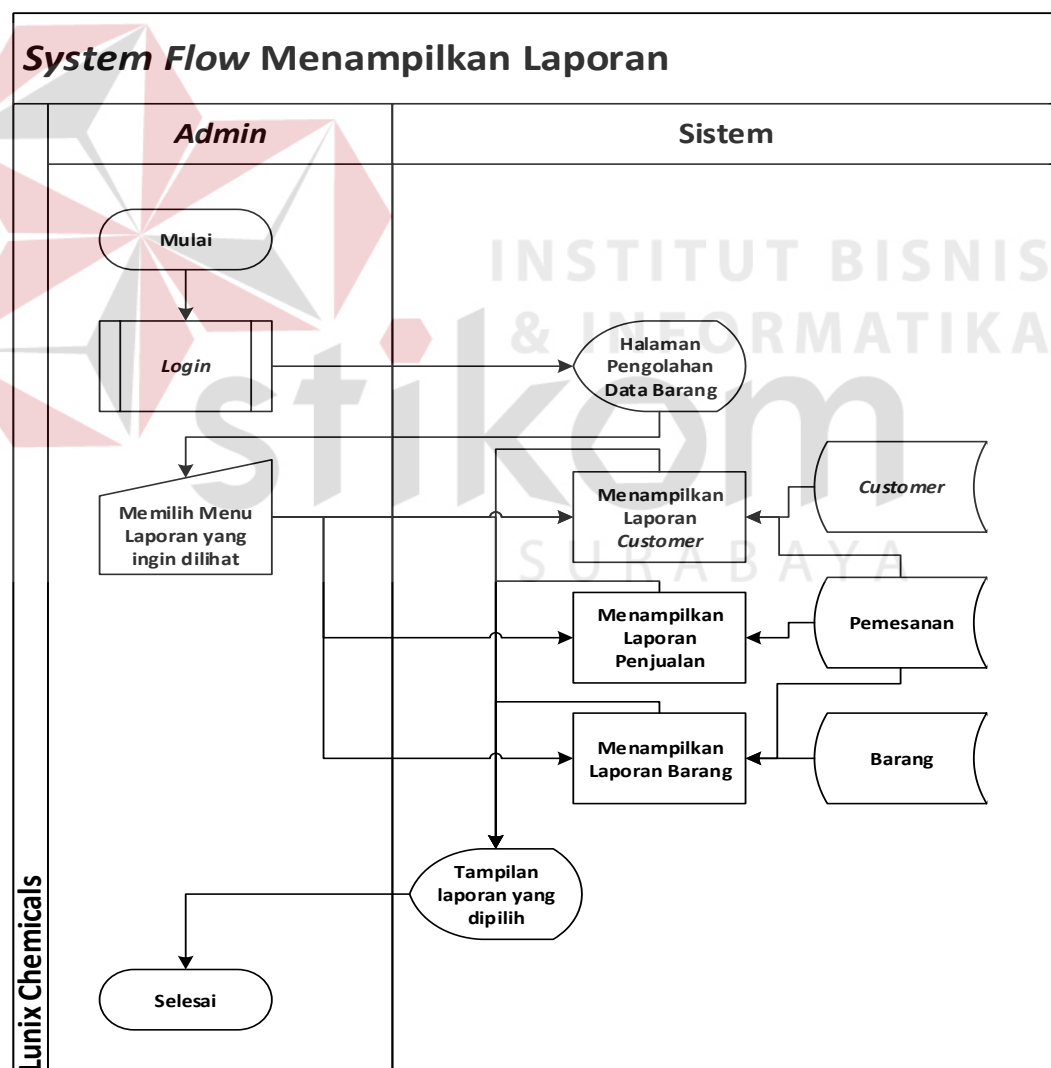 System Flow Menampilkan Laporan
Admin
Sistem
Lunix Chemicals
INSTITUT BISNIS
& INFORMATIKA
stikom
SURABAYA
Mulai
Login
Halaman
Pengolahan
Data Barang
Memilih Menu
Laporan yang
ingin dilihat
Menampilkan
Laporan
Customer
Customer
Menampilkan
Laporan
Penjualan
Pemesanan
Menampilkan
Laporan Barang
Barang
Tampilan
laporan yang
dipilih
Selesai